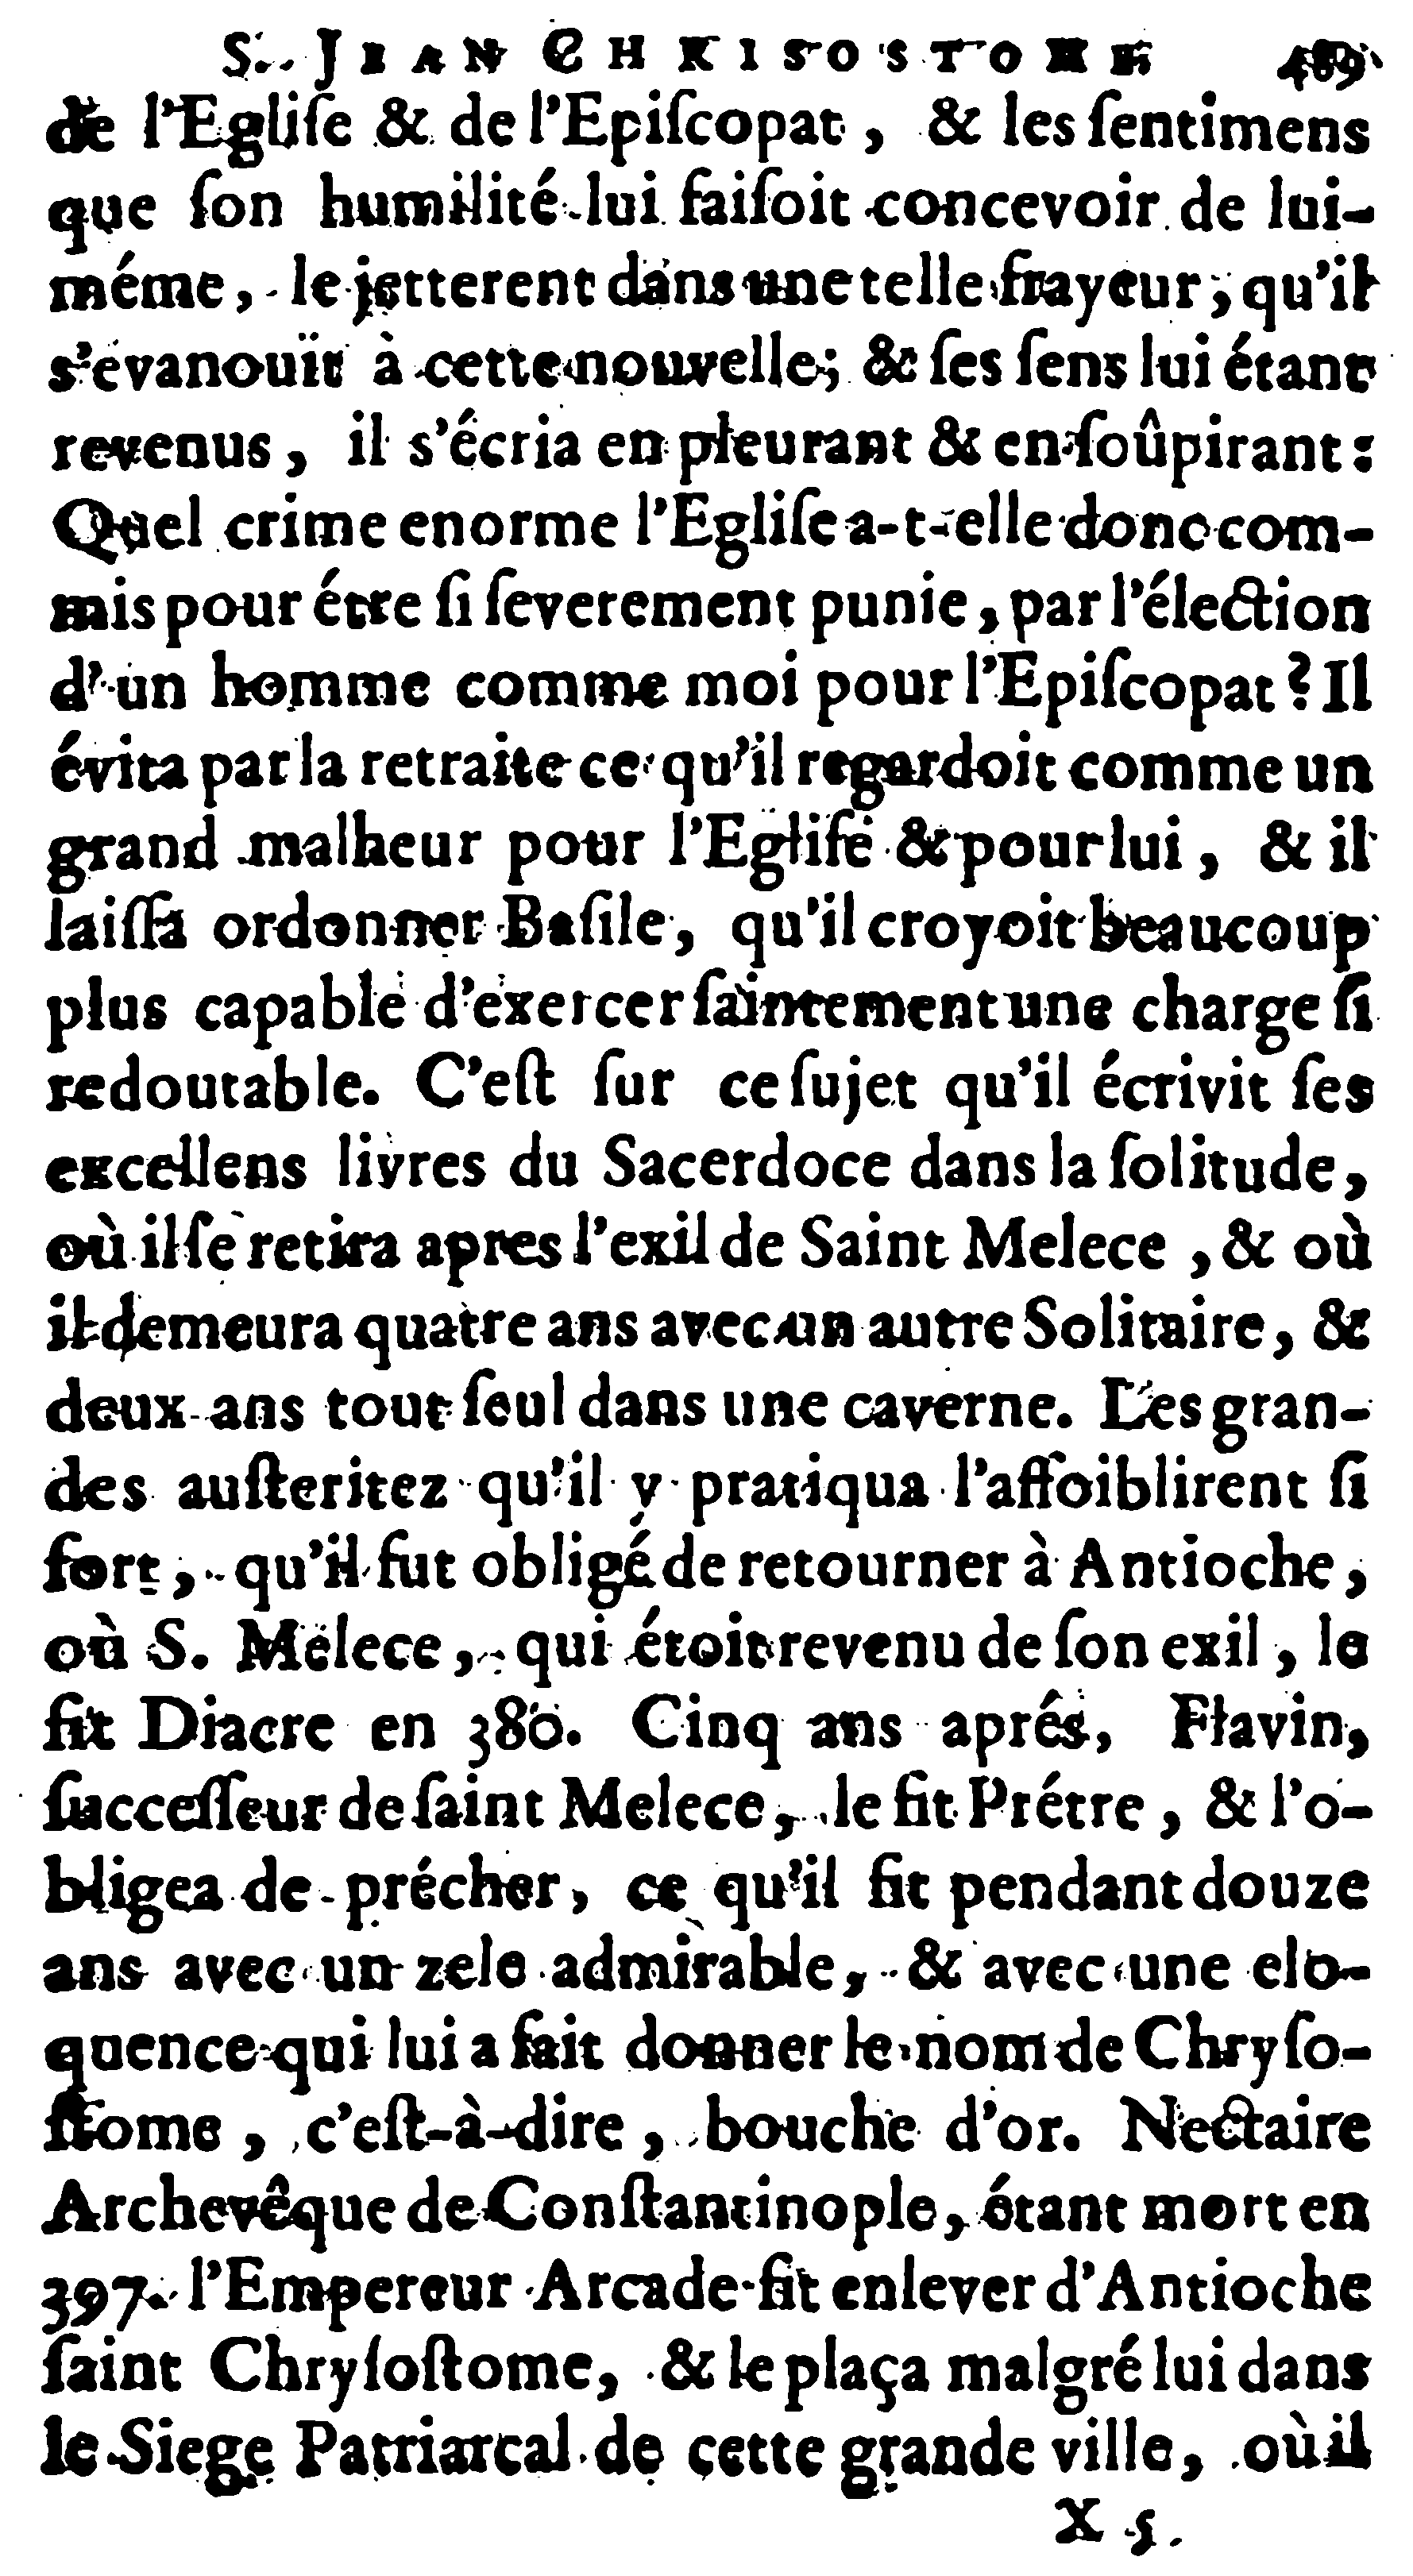 S. JEAN CHRISOSTOME 489
de l'Egliſe & de l'Epiſcopat, & les ſentimens
que ſon humilité lui faiſoit concevoir de lui-
méme, le jetterent dans une telle frayeur, qu'il
s'évanouït à cette nouvelle; & ſes ſens lui étant
revenus, il s'écria en pleurant & en ſoûpirant:
Quel crime enorme l'Egliſe a-t-elle donc com-
mis pour étre ſi ſeverement punie, par l'élection
d'un homme comme moi pour l'Epiſcopat? Il
évita par la retraite ce qu'il regardoit comme un
grand malheur pour l'Egliſe & pour lui, & il
laiſſa ordonner Baſile, qu'il croyoit beaucoup
plus capable d'exercer ſaintement une charge ſi
redoutable. C'eſt ſur ce ſujet qu'il écrivit ſes
excellens livres du Sacerdoce dans la ſolitude,
où il ſe retira apres l'exil de Saint Melece, & où
il demeura quatre ans avec un autre Solitaire, &
deux ans tout ſeul dans une caverne. Les gran-
des auſteritez qu'il y pratiqua l'affoiblirent ſi
fort, qu'il fut obligé de retourner à Antioche,
où S. Melece, qui étoit revenu de ſon exil, le
fit Diacre en 380. Cinq ans aprés, Flavin,
ſucceſſeur de ſaint Melece, le fit Prétre, & l'o-
bligea de précher, ce qu'il fit pendant douze
ans avec un zele admirable, & avec une elo-
quence qui lui a fait donner le nom de Chryſo-
ſtome, c'eſt-à-dire, bouche d'or. Nectaire
Archevêque de Conſtantinople, étant mort en
397. l'Empereur Arcade fit enlever d'Antioche
ſaint Chryſoſtome, & le plaça malgré lui dans
le Siege Patriarcal de cette grande ville, où il
X 5.